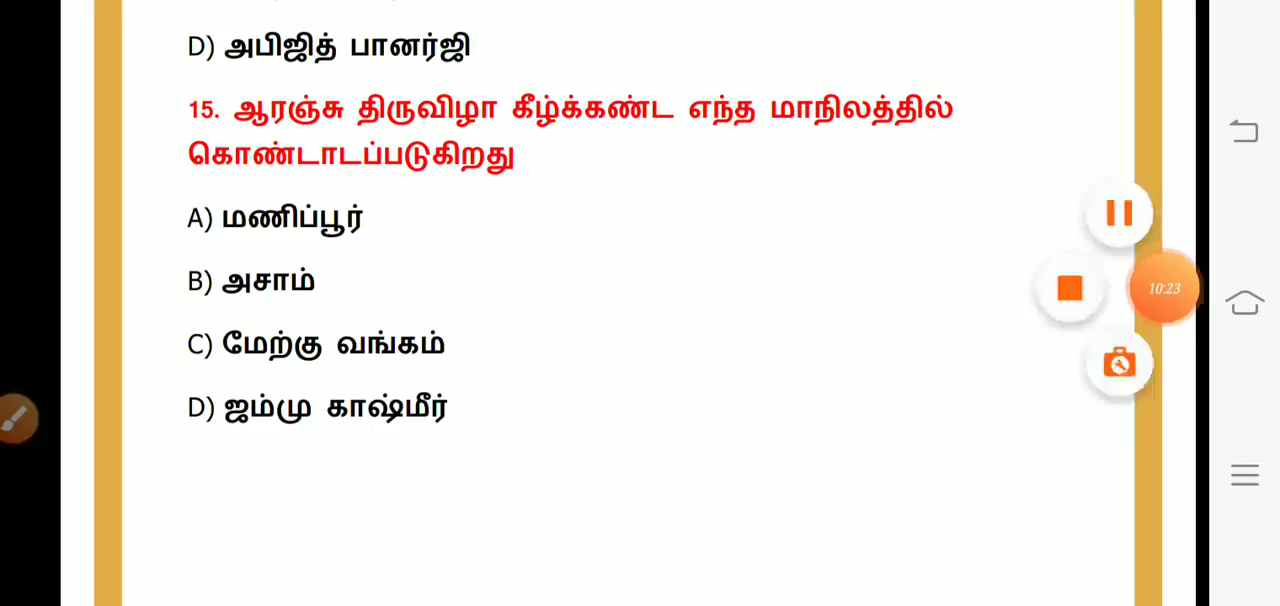 D) அபிஜித் பானர்ஜி
15. ஆரஞ்சு திருவிழா கீழ்க்கண்ட எந்த மாநிலத்தில்
கொண்டாடப்படுகிறது
A) மணிப்பூர்
B) அசாம்
C) மேற்கு வங்கம்
D) ஜம்மு காஷ்மீர்
10:23